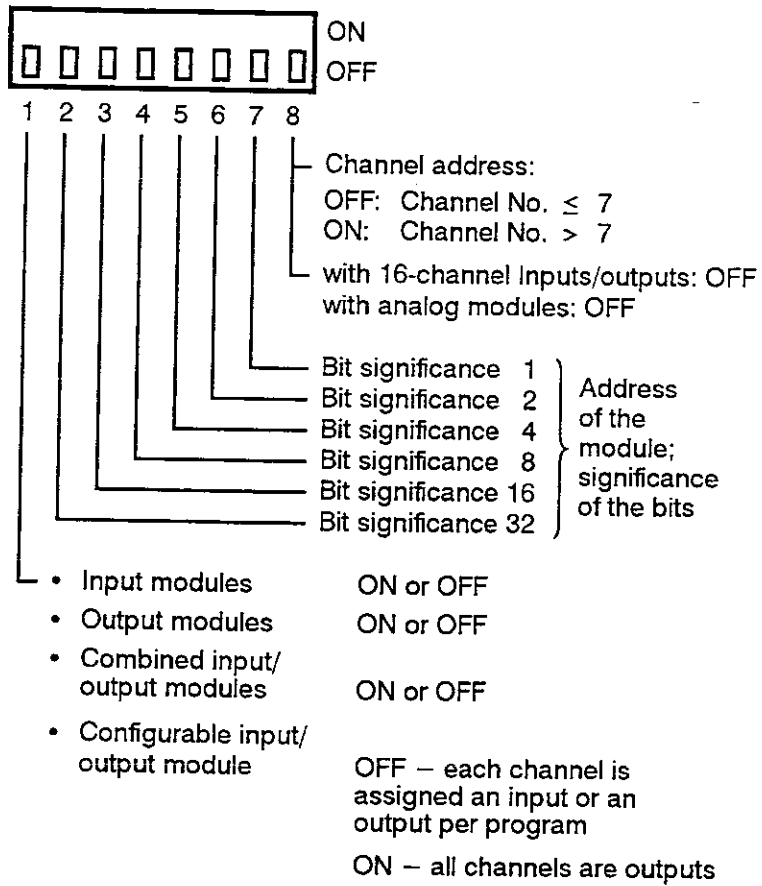 ON
OFF
1 2 3 4 5 6 7 8
Channel address:
OFF: Channel No. ≤ 7
ON: Channel No. > 7
with 16-channel Inputs/outputs: OFF
with analog modules: OFF
Bit significance 1
Bit significance 2
Bit significance 4
Bit significance 8
Bit significance 16
Bit significance 32
Address
of the
module;
significance
of the bits
• Input modules ON or OFF
• Output modules ON or OFF
• Combined input/
output modules ON or OFF
• Configurable input/
output module
OFF – each channel is
assigned an input or an
output per program
ON – all channels are outputs